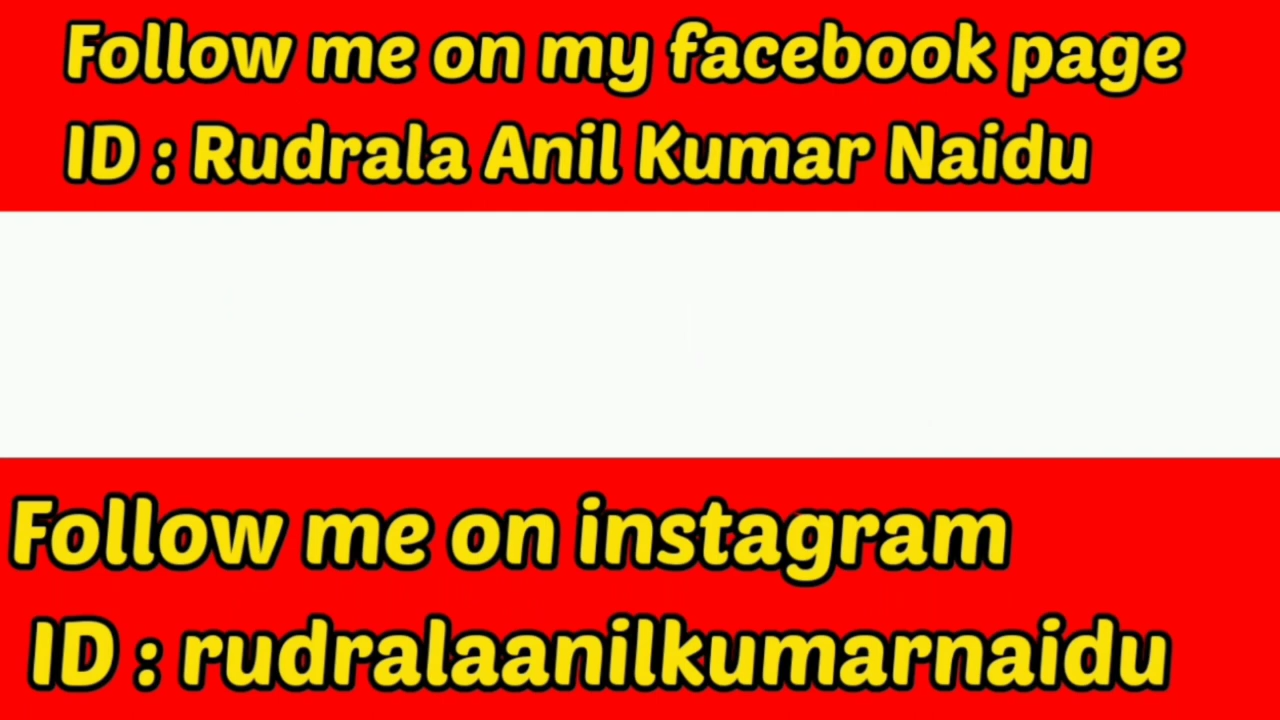 Follow me on my facebook page
ID : Rudrala Anil Kumar Naidu
Follow me on instagram
ID : rudralaanilkumarnaidu